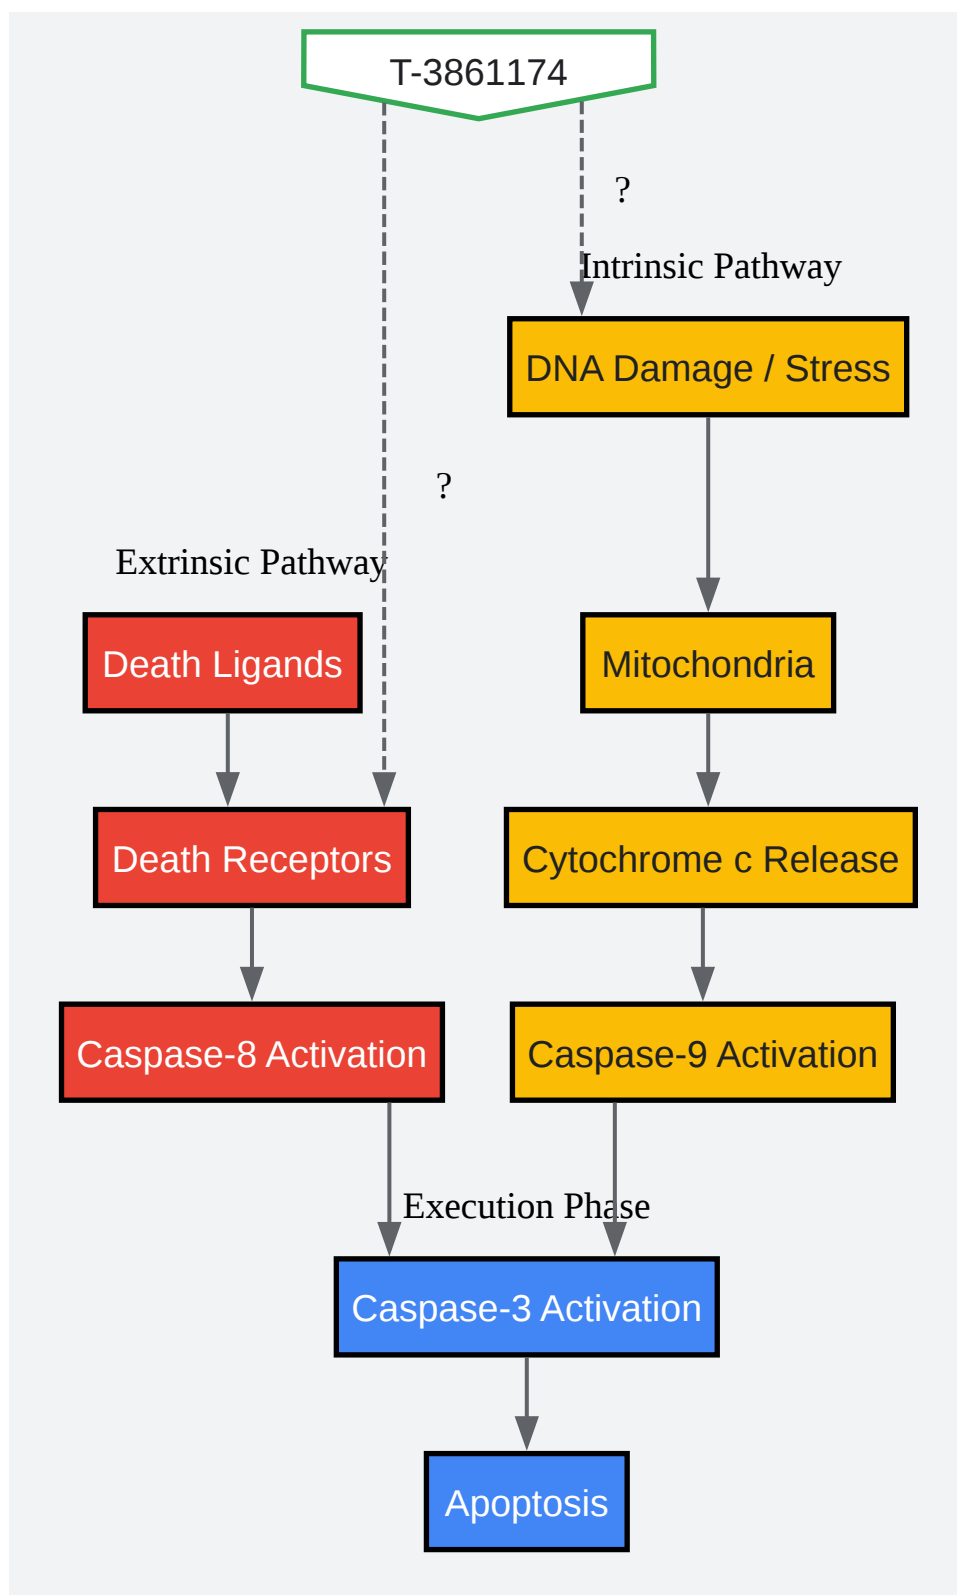 T-3861174
?
Intrinsic Pathway
DNA Damage / Stress
?
Extrinsic Pathway
Death Ligands
Mitochondria
Death Receptors
Cytochrome c Release
Caspase-8 Activation
Caspase-9 Activation
Execution Phase
Caspase-3 Activation
Apoptosis